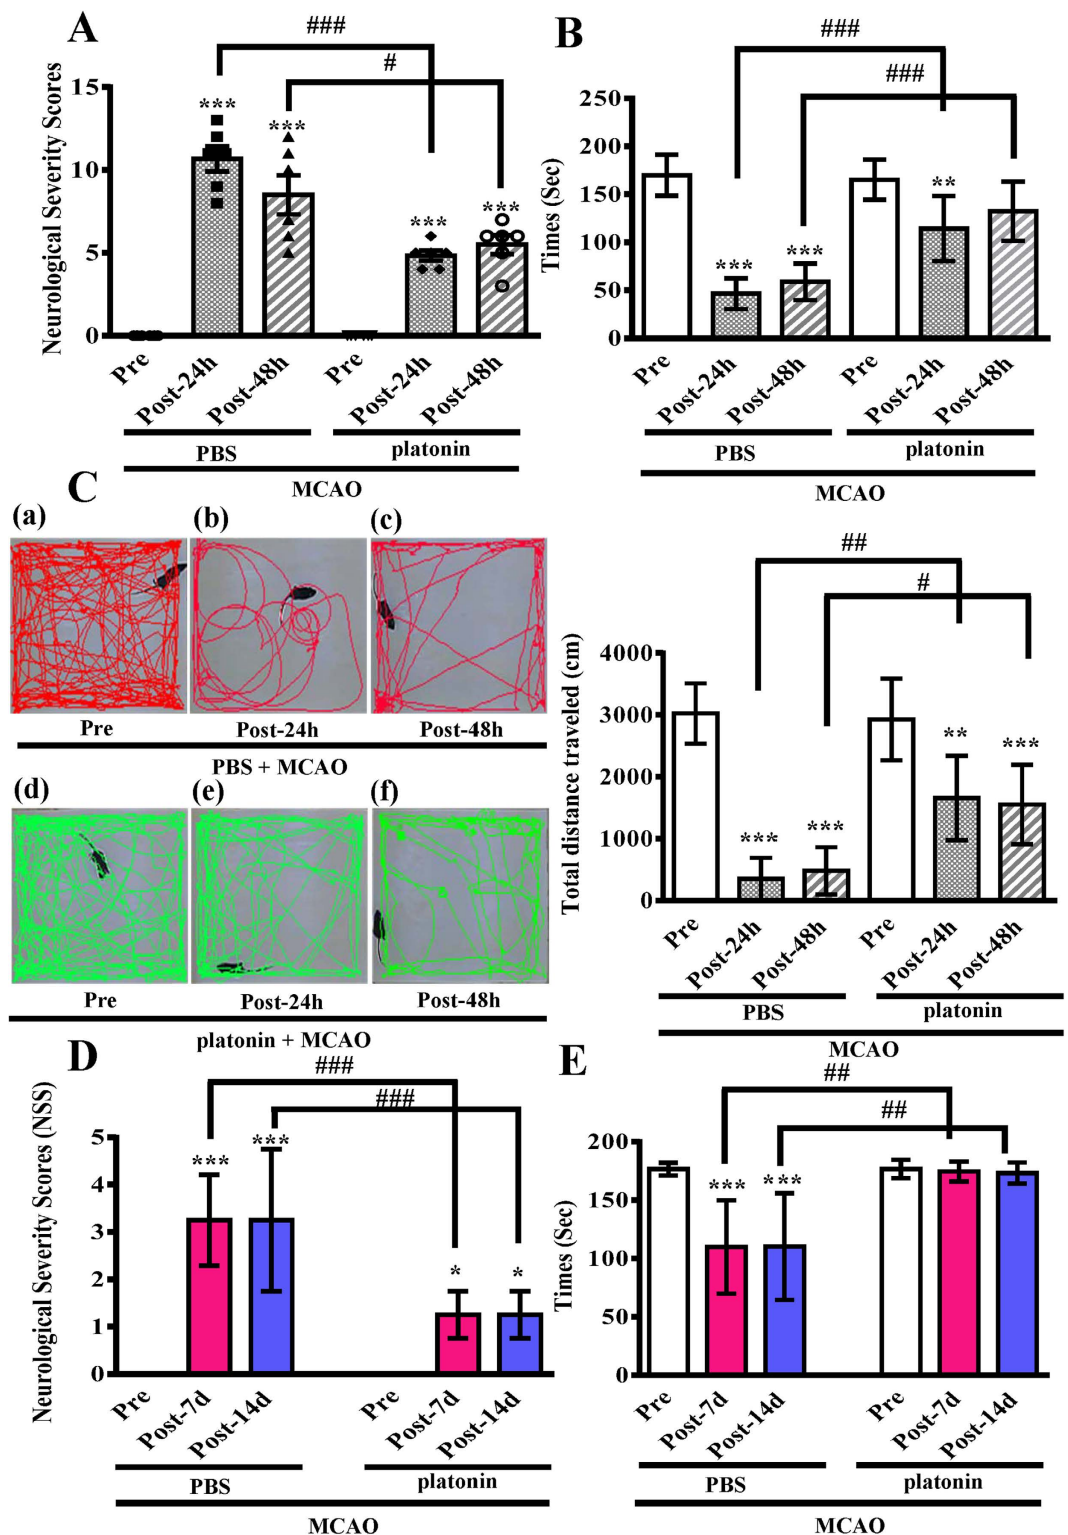 A
###
#
Neurological Severity Scores
15
10
5
0
***
***
***
***
Pre
Post-24h
Post-48h
Pre
Post-24h
Post-48h
PBS
platonin
MCAO
B
###
###
Times (Sec)
250
200
150
100
50
0
***
***
**
Pre
Post-24h
Post-48h
Pre
Post-24h
Post-48h
PBS
platonin
MCAO
C
(a)
(b)
(c)
Pre
Post-24h
Post-48h
PBS + MCAO
(d)
(e)
(f)
Pre
Post-24h
Post-48h
platonin + MCAO
##
#
Total distance traveled (cm)
4000
3000
2000
1000
0
***
***
**
***
Pre
Post-24h
Post-48h
Pre
Post-24h
Post-48h
PBS
platonin
MCAO
D
###
###
Neurological Severity Scores (NSS)
5
4
3
2
1
0
***
***
*
*
Pre
Post-7d
Post-14d
Pre
Post-7d
Post-14d
PBS
platonin
MCAO
E
##
##
Times (Sec)
200
150
100
50
0
***
***
Pre
Post-7d
Post-14d
Pre
Post-7d
Post-14d
PBS
platonin
MCAO